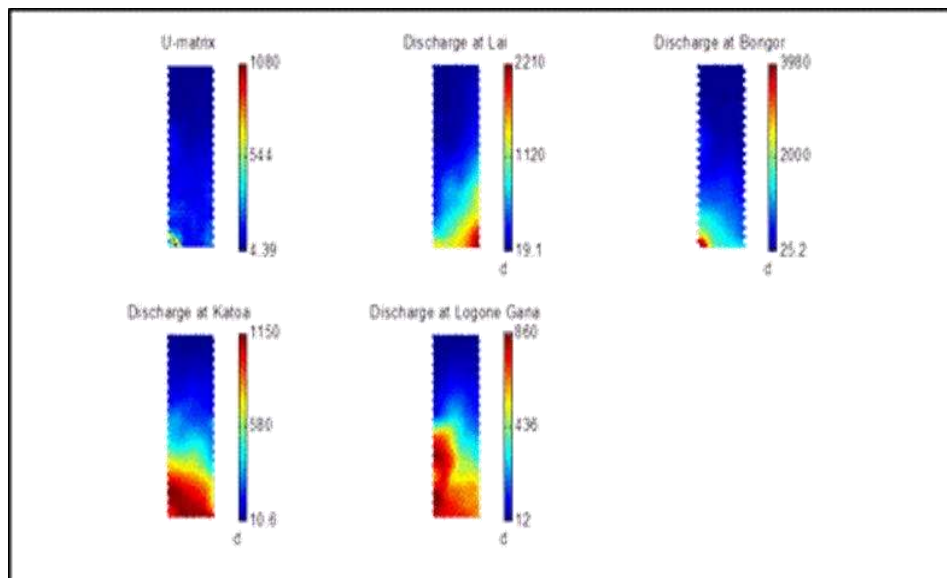 U-matrix
1080
544
4.39
Discharge at Lai
2210
1120
19.1
d
Discharge at Bongor
3980
2000
25.2
d
Discharge at Katoa
1150
580
10.6
d
Discharge at Logone Gana
860
436
12
d